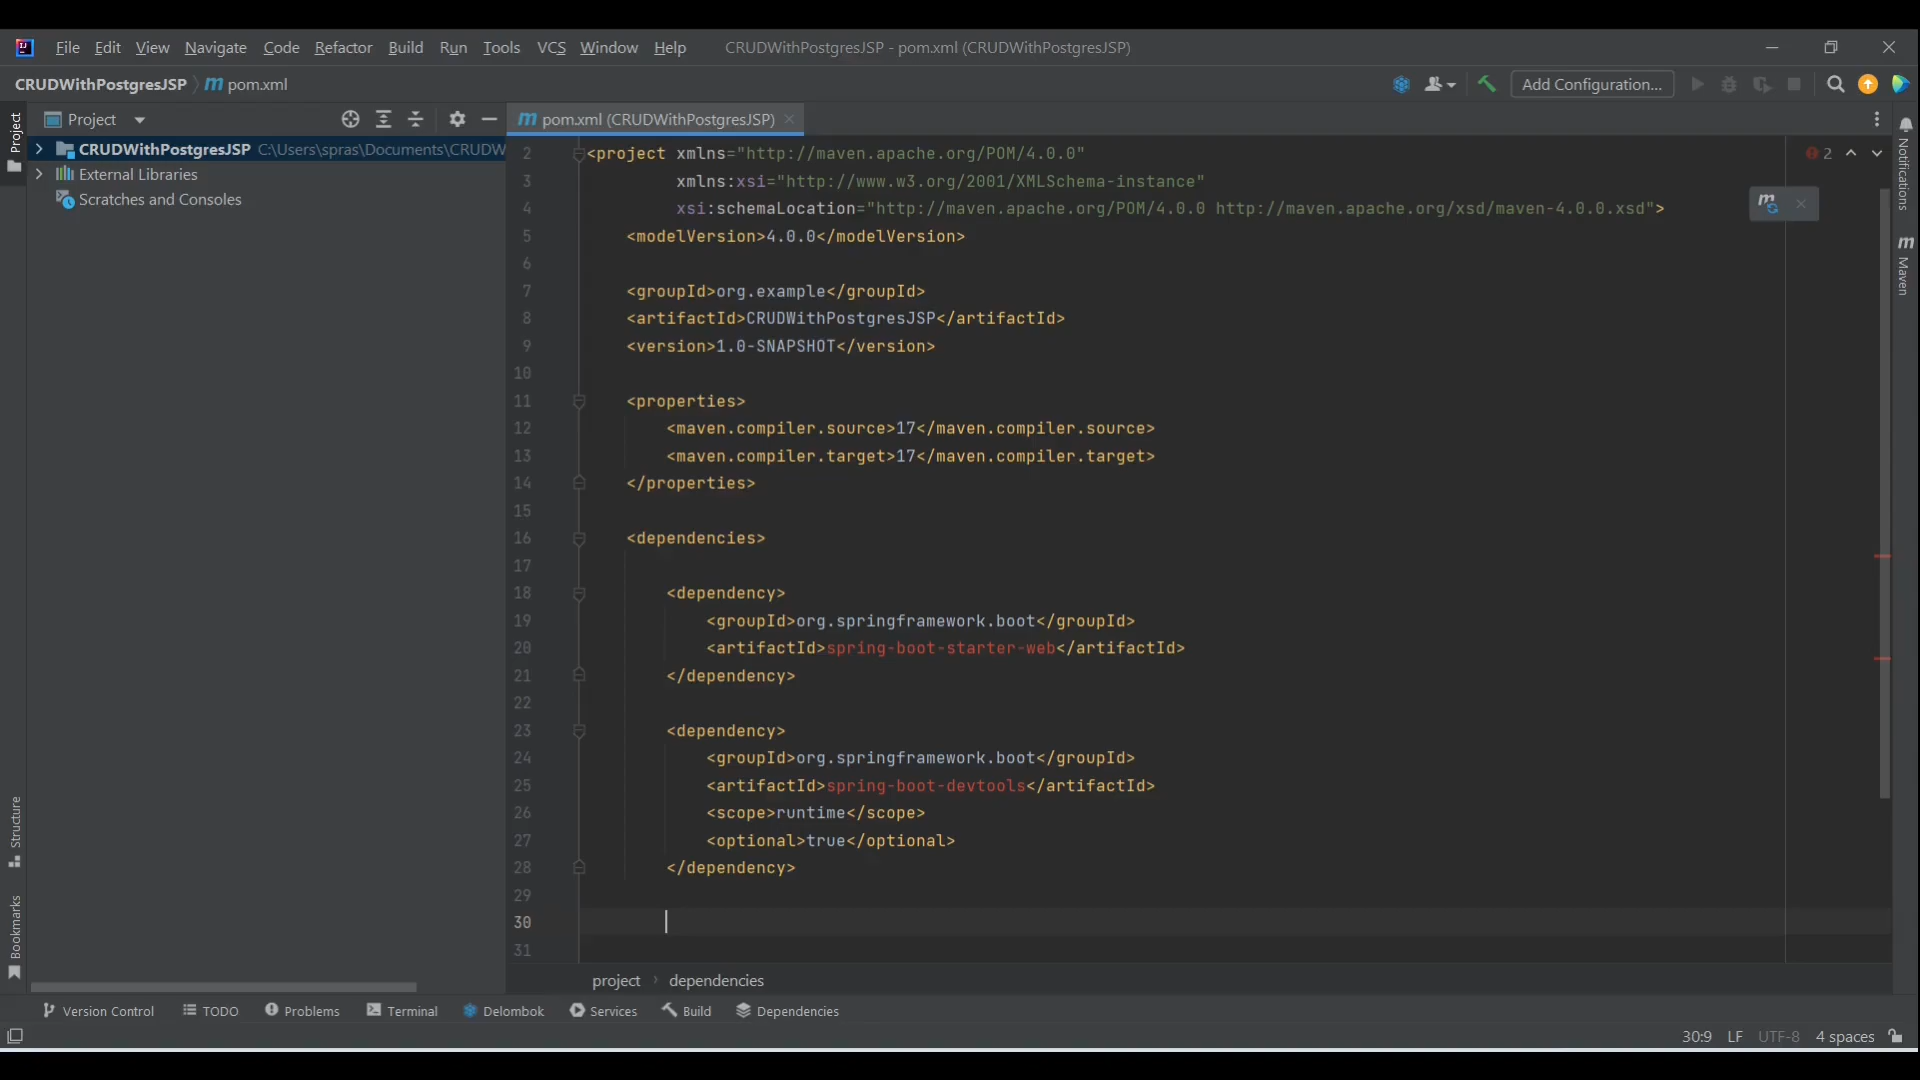 File Edit View Navigate Code Refactor Build Run Tools VCS Window Help CRUDWithPostgresJSP - pom.xml (CRUDWithPostgresJSP)
CRUDWithPostgresJSP m pom.xml Add Configuration...
Project
Project
m pom.xml (CRUDWithPostgresJSP)
CRUDWithPostgresJSP C:\Users\spras\Documents\CRUDW
External Libraries
Scratches and Consoles
2 <project xmlns="http://maven.apache.org/POM/4.0.0"
3 xmlns:xsi="http://www.w3.org/2001/XMLSchema-instance"
4 xsi:schemaLocation="http://maven.apache.org/POM/4.0.0 http://maven.apache.org/xsd/maven-4.0.0.xsd">
5 <modelVersion>4.0.0</modelVersion>
6
7 <groupId>org.example</groupId>
8 <artifactId>CRUDWithPostgresJSP</artifactId>
9 <version>1.0-SNAPSHOT</version>
10
11 <properties>
12 <maven.compiler.source>17</maven.compiler.source>
13 <maven.compiler.target>17</maven.compiler.target>
14 </properties>
15
16 <dependencies>
17
18 <dependency>
19 <groupId>org.springframework.boot</groupId>
20 <artifactId>spring-boot-starter-web</artifactId>
21 </dependency>
22
23 <dependency>
24 <groupId>org.springframework.boot</groupId>
25 <artifactId>spring-boot-devtools</artifactId>
26 <scope>runtime</scope>
27 <optional>true</optional>
28 </dependency>
29
30
31
2
m
Notifications
m Maven
Structure
Bookmarks
project dependencies
Version Control TODO Problems Terminal Delombok Services Build Dependencies
30:9 LF UTF-8 4 spaces